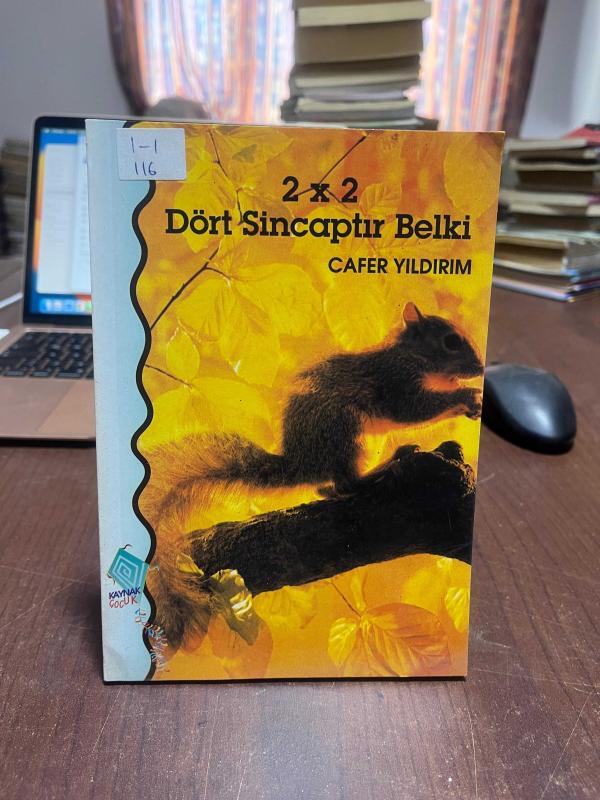 1-1
116
2 x 2
Dört Sincaptır Belki
CAFER YILDIRIM
KAYNAK
ÇOCUK